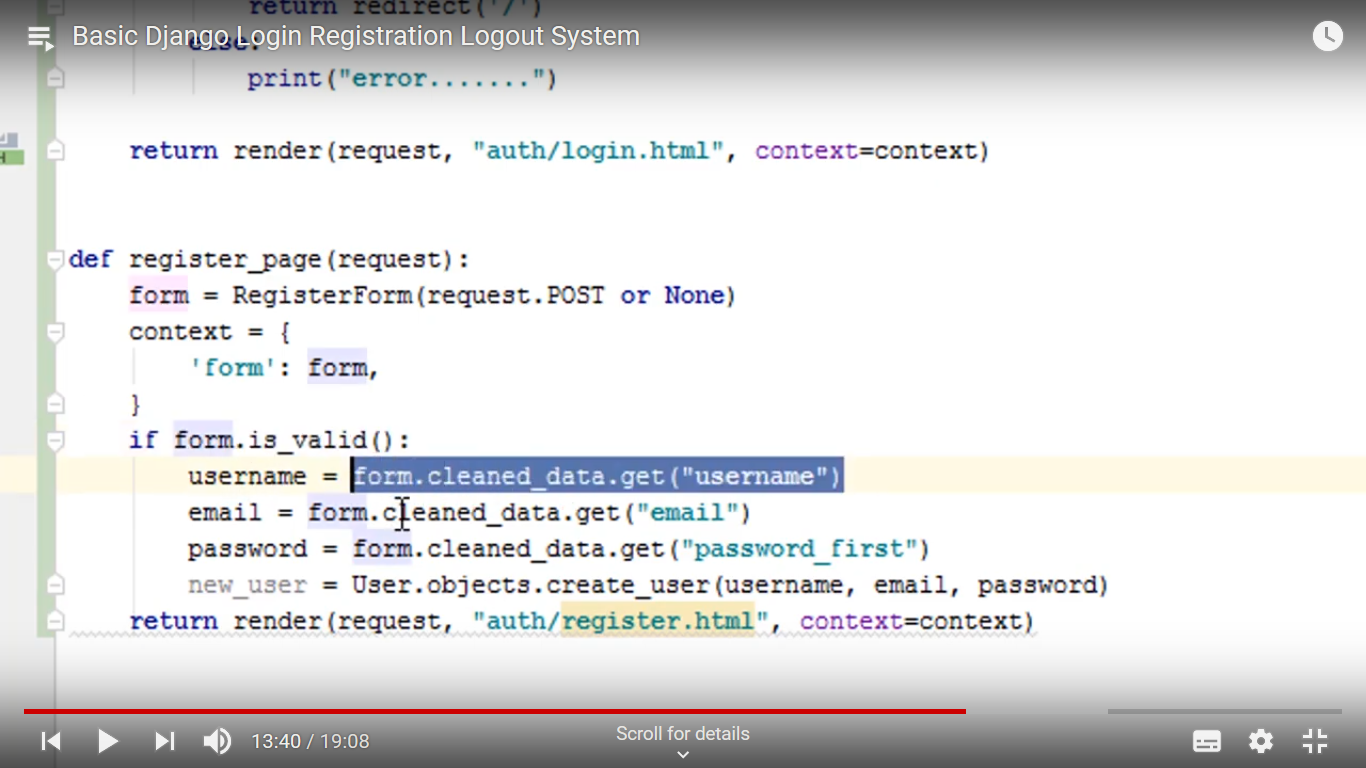 return redirect('/')
Basic Django Login Registration Logout System
else:
print("error.......")
return render(request, "auth/login.html", context=context)
def register_page(request):
form = RegisterForm(request.POST or None)
context = {
'form': form,
}
if form.is_valid():
username = form.cleaned_data.get("username")
email = form.cleaned_data.get("email")
password = form.cleaned_data.get("password_first")
new_user = User.objects.create_user(username, email, password)
return render(request, "auth/register.html", context=context)
13:40 / 19:08
Scroll for details